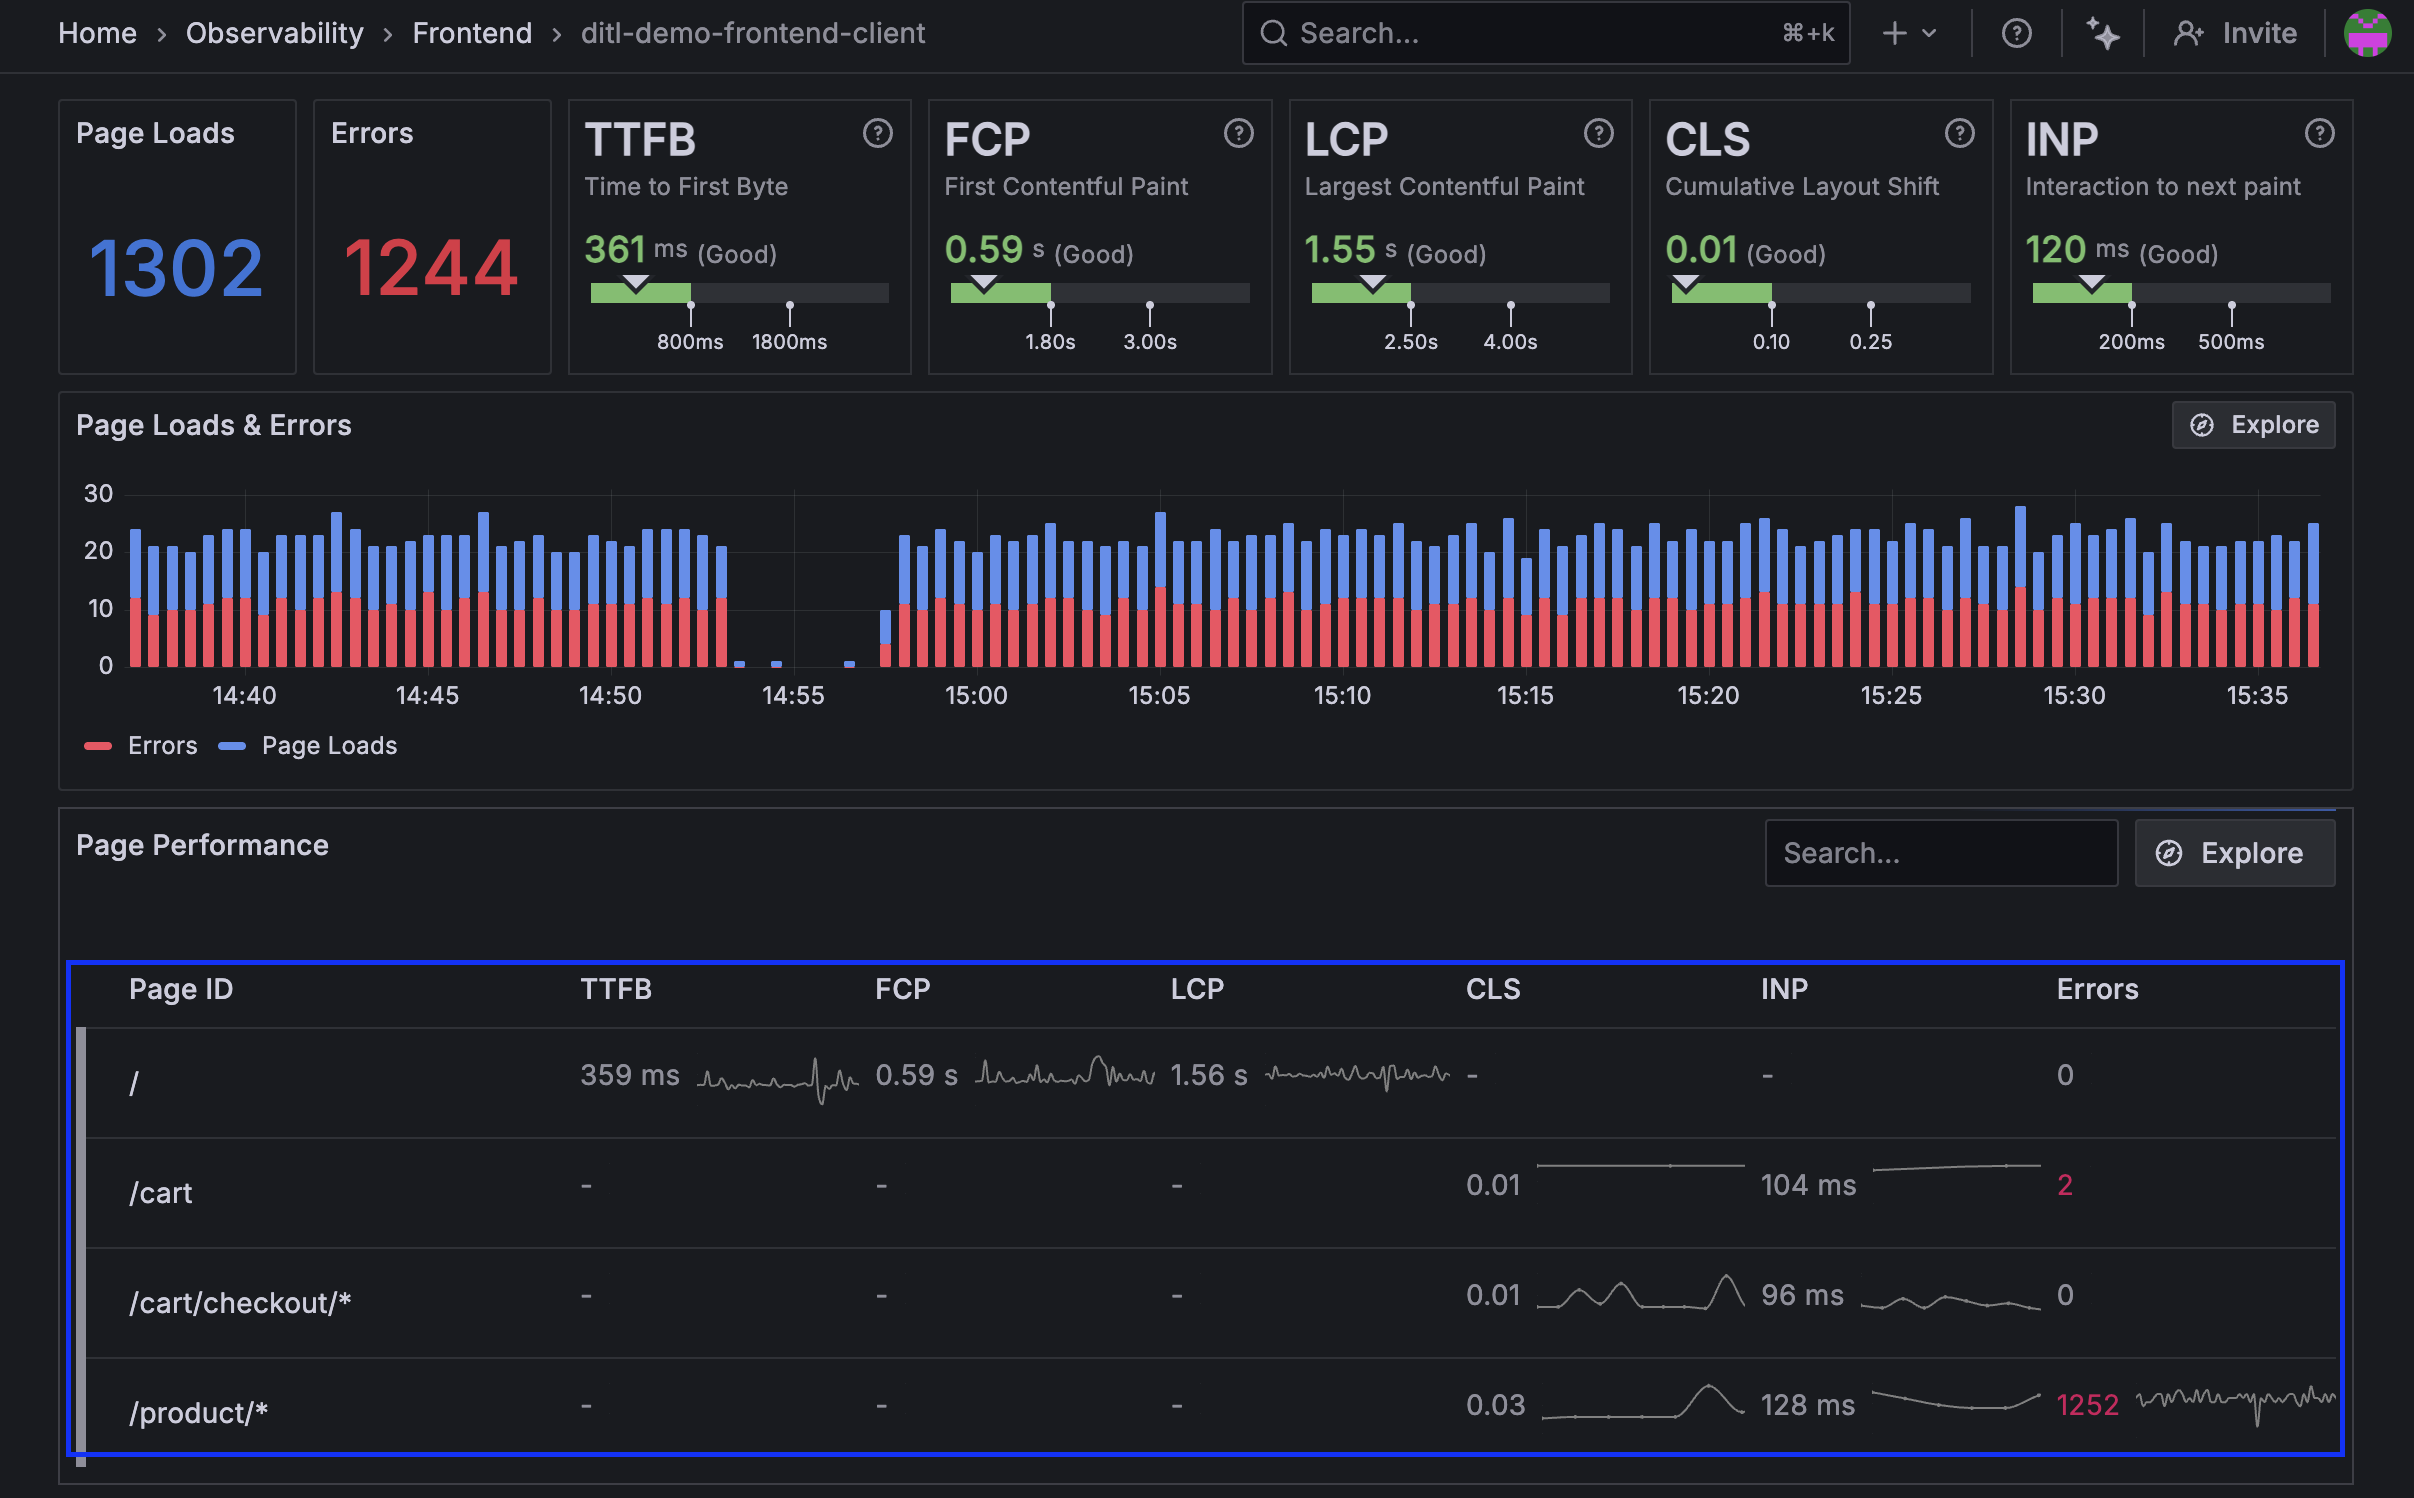 Home › Observability › Frontend › ditl-demo-frontend-client
Search... ⌘+k
Invite
Page Loads
1302
Errors
1244
TTFB
Time to First Byte
361 ms (Good)
800ms 1800ms
FCP
First Contentful Paint
0.59 s (Good)
1.80s 3.00s
LCP
Largest Contentful Paint
1.55 s (Good)
2.50s 4.00s
CLS
Cumulative Layout Shift
0.01 (Good)
0.10 0.25
INP
Interaction to next paint
120 ms (Good)
200ms 500ms
Page Loads & Errors
Explore
30
20
10
0
14:40 14:45 14:50 14:55 15:00 15:05 15:10 15:15 15:20 15:25 15:30 15:35
Errors Page Loads
Page Performance
Search...
Explore
Page ID TTFB FCP LCP CLS INP Errors
/ 359 ms 0.59 s 1.56 s - - 0
/cart - - - 0.01 104 ms 2
/cart/checkout/* - - - 0.01 96 ms 0
/product/* - - - 0.03 128 ms 1252